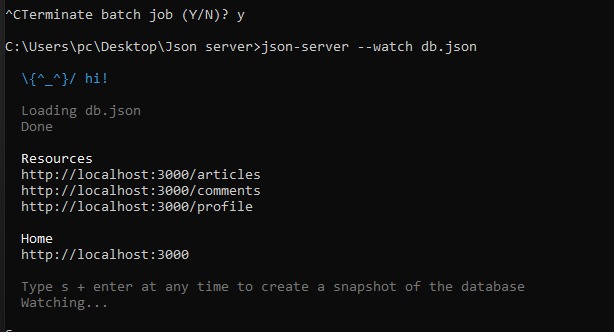 ^CTerminate batch job (Y/N)? y
C:\Users\pc\Desktop\Json server>json-server --watch db.json
\{^_^}/ hi!
Loading db.json
Done
Resources
http://localhost:3000/articles
http://localhost:3000/comments
http://localhost:3000/profile
Home
http://localhost:3000
Type s + enter at any time to create a snapshot of the database
Watching...